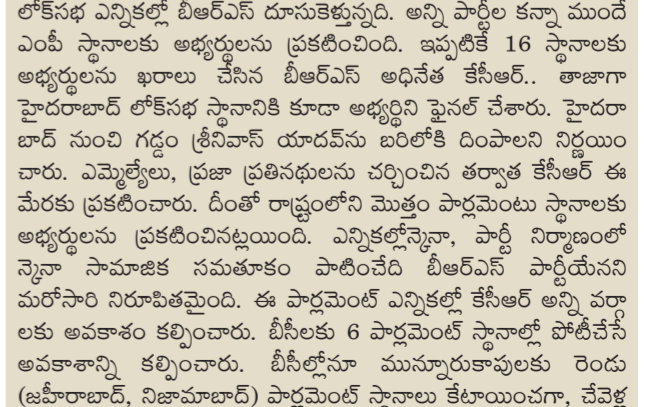 లోక్‌సభ ఎన్నికల్లో బీఆర్ఎస్ దూసుకెళ్తున్నది. అన్ని పార్టీల కన్నా ముందే
ఎంపీ స్థానాలకు అభ్యర్థులను ప్రకటించింది. ఇప్పటికే 16 స్థానాలకు
అభ్యర్థులను ఖరాలు చేసిన బీఆర్ఎస్ అధినేత కేసీఆర్.. తాజాగా
హైదరాబాద్ లోక్‌సభ స్థానానికి కూడా అభ్యర్థిని ఫైనల్ చేశారు. హైదరా
బాద్ నుంచి గడ్డం శ్రీనివాస్ యాదవ్‌ను బరిలోకి దింపాలని నిర్ణయిం
చారు. ఎమ్మెల్యేలు, ప్రజా ప్రతినథులను చర్చించిన తర్వాత కేసీఆర్ ఈ
మేరకు ప్రకటించారు. దీంతో రాష్ట్రంలోని మొత్తం పార్లమెంటు స్థానాలకు
అభ్యర్థులను ప్రకటించినట్లయింది. ఎన్నికల్లోన్కైనా, పార్టీ నిర్మాణంలో
న్కైనా సామాజిక సమతూకం పాటించేది బీఆర్ఎస్ పార్టీయేనని
మరోసారి నిరూపితమైంది. ఈ పార్లమెంట్ ఎన్నికల్లో కేసీఆర్ అన్ని వర్గా
లకు అవకాశం కల్పించారు. బీసీలకు 6 పార్లమెంట్ స్థానాల్లో పోటీచేసే
అవకాశాన్ని కల్పించారు. బీసీల్లోనూ మున్నూరుకాపులకు రెండు
(జహీరాబాద్, నిజామాబాద్) పార్లమెంట్ స్థానాలు కేటాయించగా, చేవెళ్ల